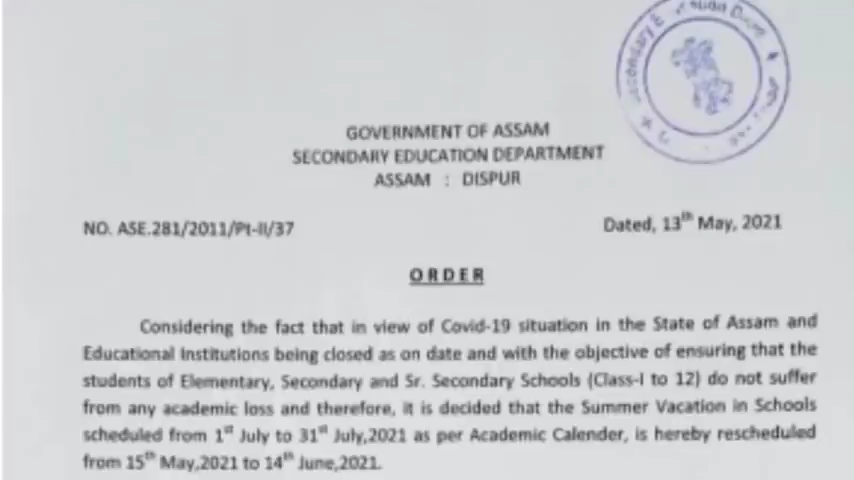 Secondary
GOVERNMENT OF ASSAM
SECONDARY EDUCATION DEPARTMENT
ASSAM : DISPUR
NO. ASE.281/2011/Pt-II/37
Dated, 13th May, 2021
ORDER
Considering the fact that in view of Covid-19 situation in the State of Assam and
Educational Institutions being closed as on date and with the objective of ensuring that the
students of Elementary, Secondary and Sr. Secondary Schools (Class-I to 12) do not suffer
from any academic loss and therefore, it is decided that the Summer Vacation in Schools
scheduled from 1st July to 31st July,2021 as per Academic Calender, is hereby rescheduled
from 15th May,2021 to 14th June,2021.